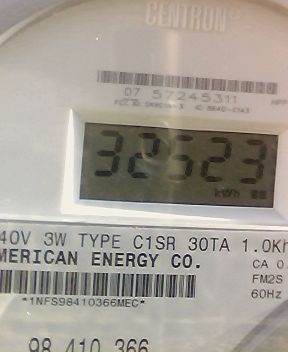 CENTRON®
07 57245311
32523
kWh
40V 3W TYPE C1SR 30TA 1.0Kh
MERICAN ENERGY CO.
CA 0.
FM2S
60Hz
*1NFS98410366MEC*
98 410 366